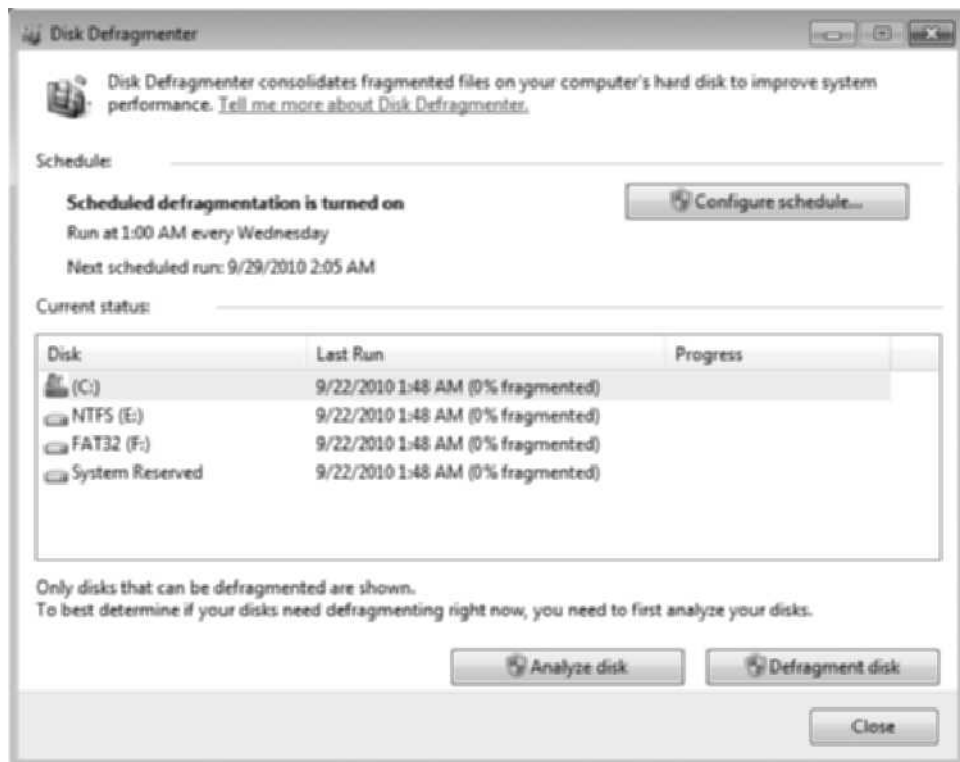 Disk Defragmenter
Disk Defragmenter consolidates fragmented files on your computer's hard disk to improve system
performance. Tell me more about Disk Defragmenter.
Schedule:
Scheduled defragmentation is turned on
Configure schedule...
Run at 1:00 AM every Wednesday
Next scheduled run: 9/29/2010 2:05 AM
Current status:
Disk Last Run Progress
(C:) 9/22/2010 1:48 AM (0% fragmented)
NTFS (E:) 9/22/2010 1:48 AM (0% fragmented)
FAT32 (F:) 9/22/2010 1:48 AM (0% fragmented)
System Reserved 9/22/2010 1:48 AM (0% fragmented)
Only disks that can be defragmented are shown.
To best determine if your disks need defragmenting right now, you need to first analyze your disks.
Analyze disk Defragment disk
Close